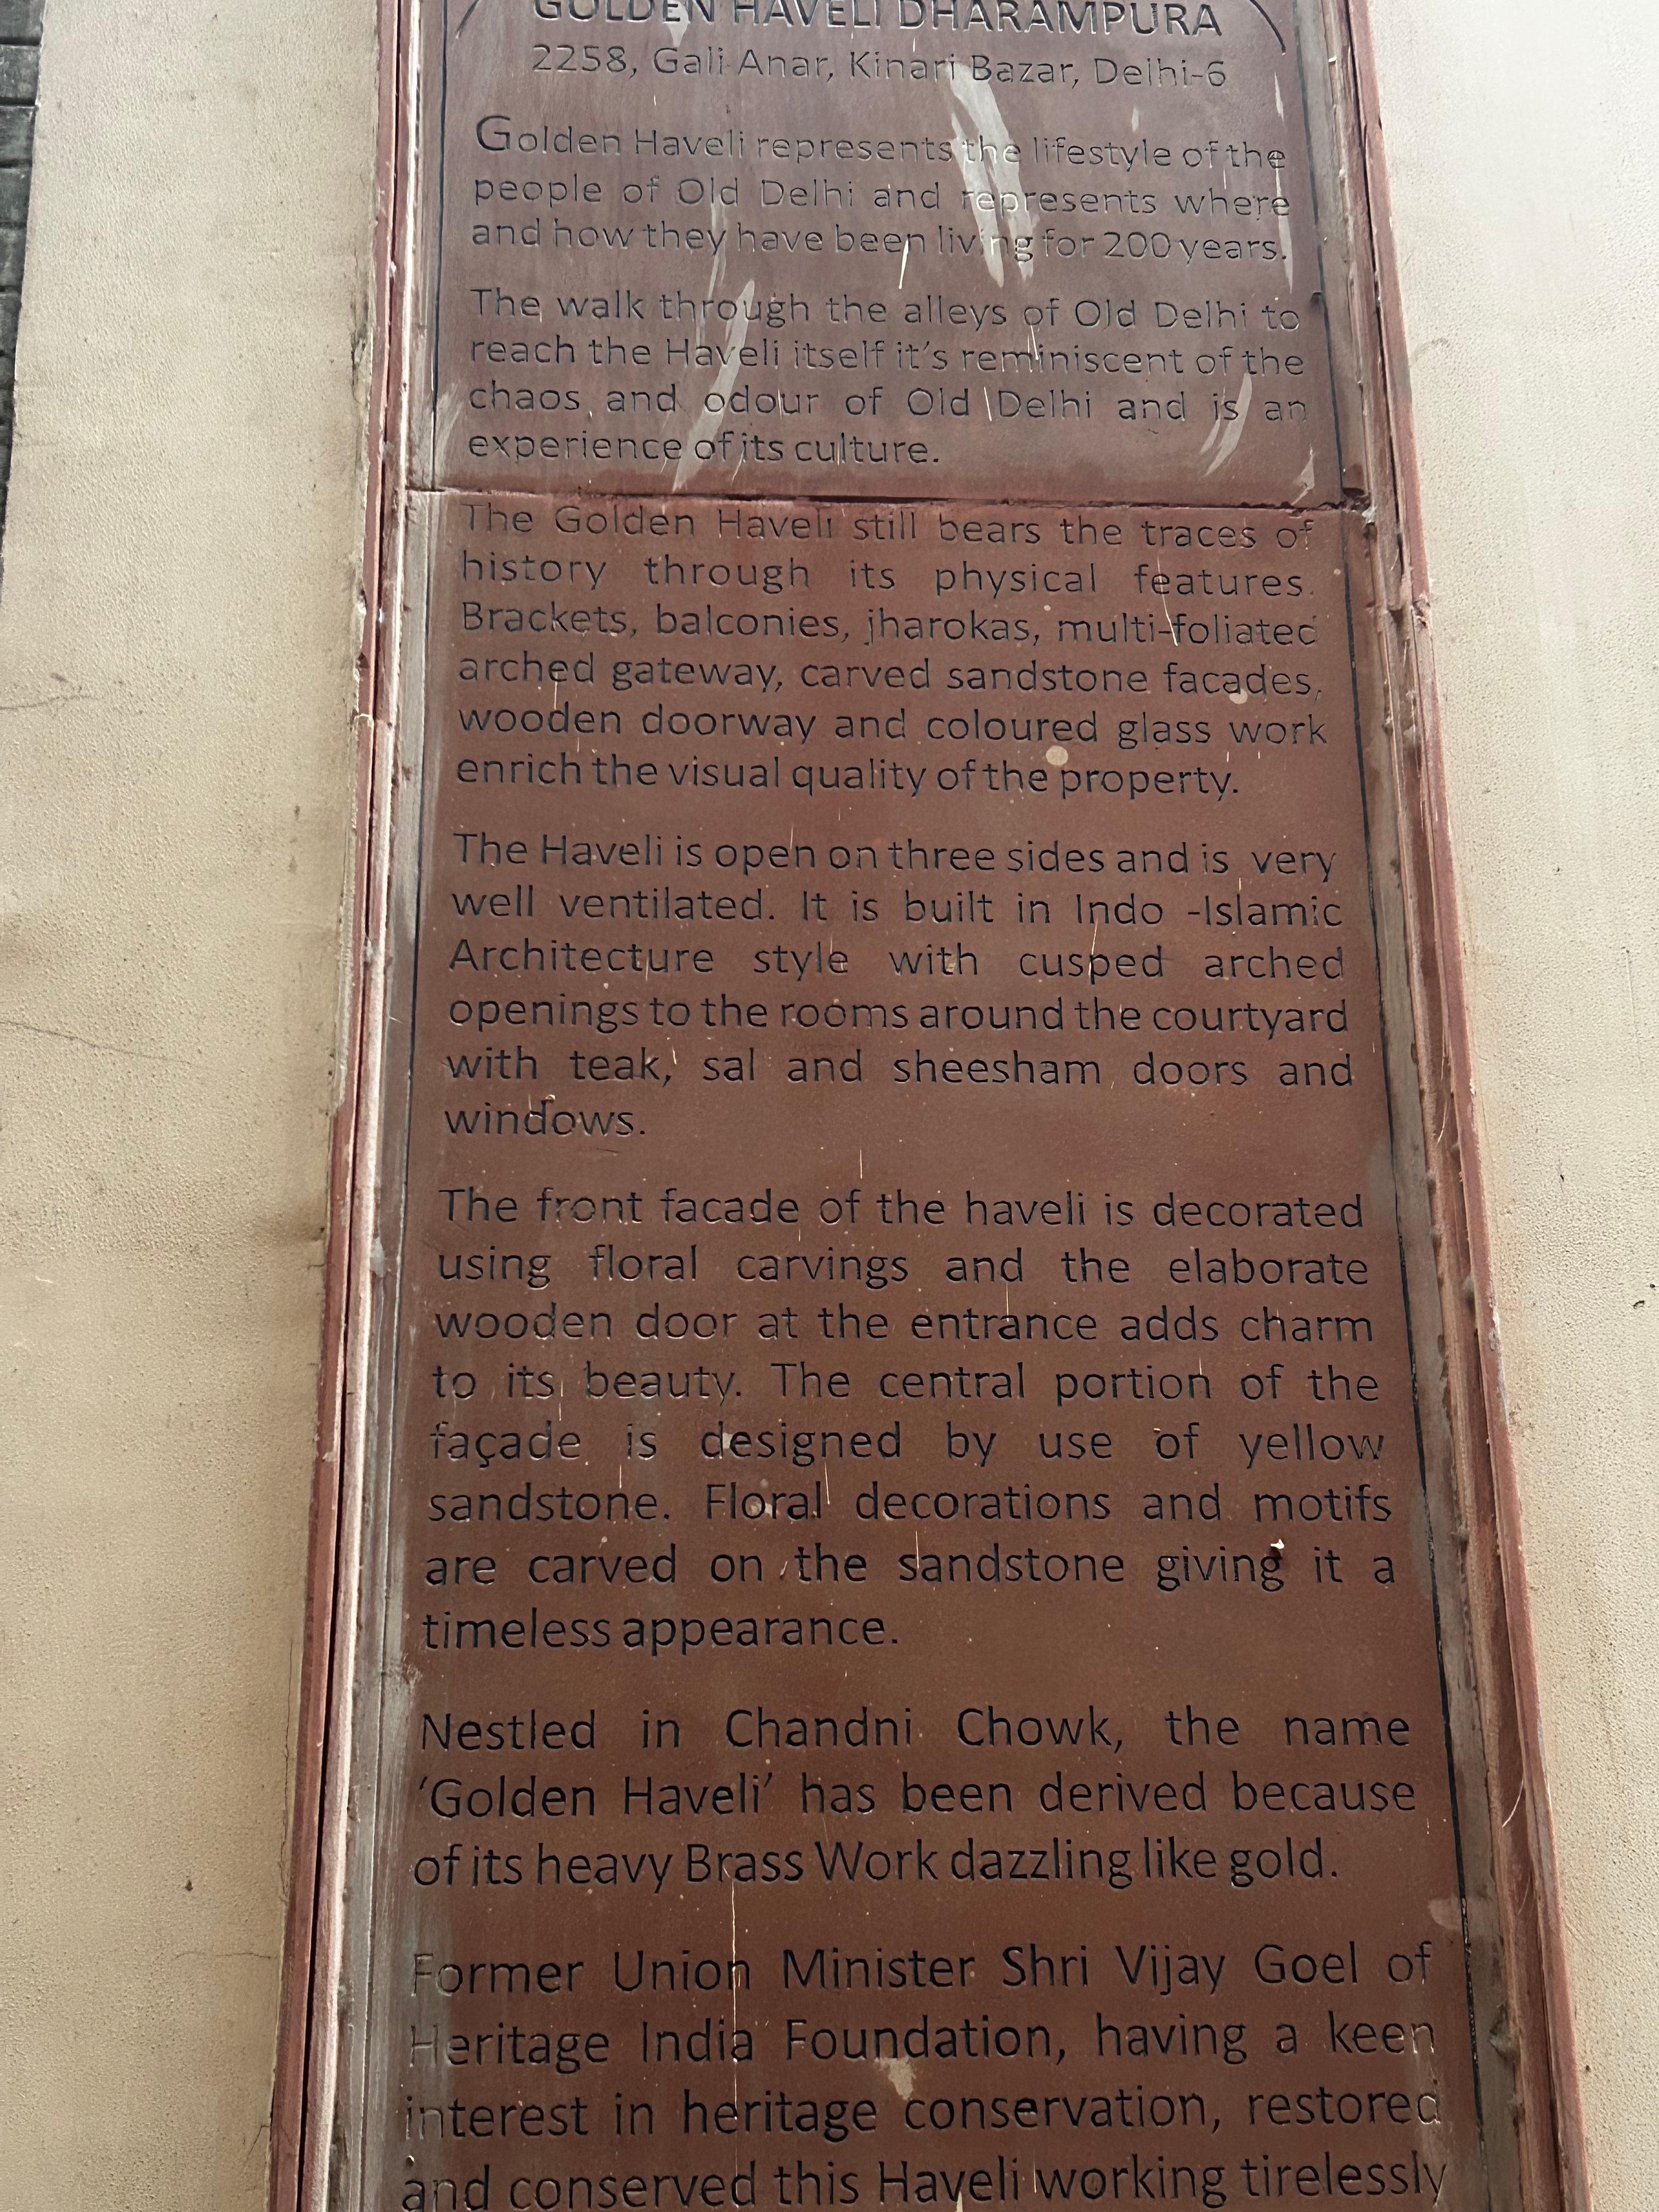 GOLDEN HAVELI DHARAMPURA
2258, Gali Anar, Kinari Bazar, Delhi-6
Golden Haveli represents the lifestyle of the
people of Old Delhi and represents where
and how they have been living for 200 years.
The walk through the alleys of Old Delhi to
reach the Haveli itself it's reminiscent of the
chaos and odour of Old Delhi and is an
experience of its culture.
The Golden Haveli still bears the traces of
history through its physical features.
Brackets, balconies, jharokas, multi-foliated
arched gateway, carved sandstone facades,
wooden doorway and coloured glass work
enrich the visual quality of the property.
The Haveli is open on three sides and is very
well ventilated. It is built in Indo -Islamic
Architecture style with cusped arched
openings to the rooms around the courtyard
with teak, sal and sheesham doors and
windows.
The front facade of the haveli is decorated
using floral carvings and the elaborate
wooden door at the entrance adds charm
to its beauty. The central portion of the
façade is designed by use of yellow
sandstone. Floral decorations and motifs
are carved on the sandstone giving it a
timeless appearance.
Nestled in Chandni Chowk, the name
‘Golden Haveli’ has been derived because
of its heavy Brass Work dazzling like gold.
Former Union Minister Shri Vijay Goel of
Heritage India Foundation, having a keen
interest in heritage conservation, restored
and conserved this Haveli working tirelessly